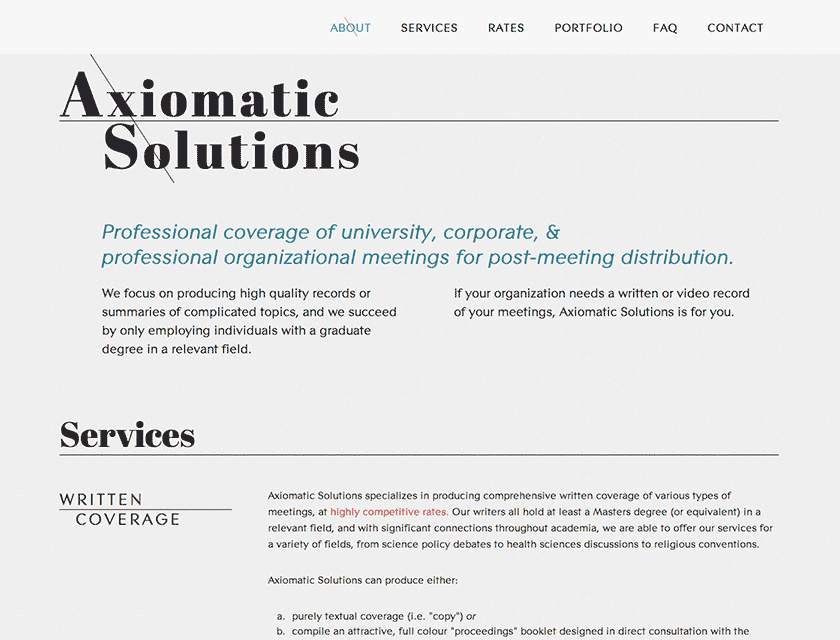 ABOUT SERVICES RATES PORTFOLIO FAQ CONTACT
Axiomatic
Solutions
Professional coverage of university, corporate, &
professional organizational meetings for post-meeting distribution.
We focus on producing high quality records or
summaries of complicated topics, and we succeed
by only employing individuals with a graduate
degree in a relevant field.
If your organization needs a written or video record
of your meetings, Axiomatic Solutions is for you.
Services
WRITTEN
COVERAGE
Axiomatic Solutions specializes in producing comprehensive written coverage of various types of
meetings, at highly competitive rates. Our writers all hold at least a Masters degree (or equivalent) in a
relevant field, and with significant connections throughout academia, we are able to offer our services for
a variety of fields, from science policy debates to health sciences discussions to religious conventions.
Axiomatic Solutions can produce either:
a. purely textual coverage (i.e. "copy") or
b. compile an attractive, full colour "proceedings" booklet designed in direct consultation with the